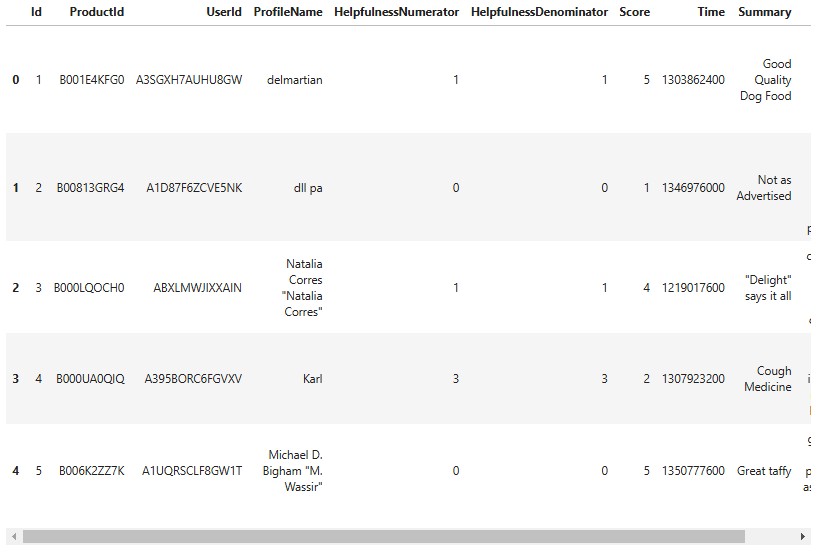 Id ProductId UserId ProfileName HelpfulnessNumerator HelpfulnessDenominator Score Time Summary
Good
Quality
Dog Food
0 1 B001E4KFG0 A3SGXH7AUHU8GW delmartian 1 1 5 1303862400
1 2 B00813GRG4 A1D87F6ZCVE5NK dll pa 0 0 1 1346976000
Not as
Advertised
Natalia
Corres
"Natalia
Corres"
2 3 B000LQOCH0 ABXLMWJIXXAIN 1 1 4 1219017600
"Delight"
says it all
3 4 B000UA0QIQ A395BORC6FGVXV Karl 3 3 2 1307923200
Cough
Medicine
Michael D.
Bigham "M.
Wassir"
4 5 B006K2ZZ7K A1UQRSCLF8GW1T 0 0 5 1350777600 Great taffy